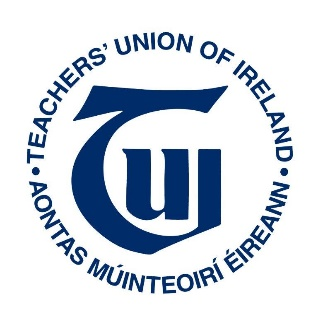 TEACHERS' UNION OF IRELAND
TUI
AONTAS MÚINTEOIRÍ ÉIREANN